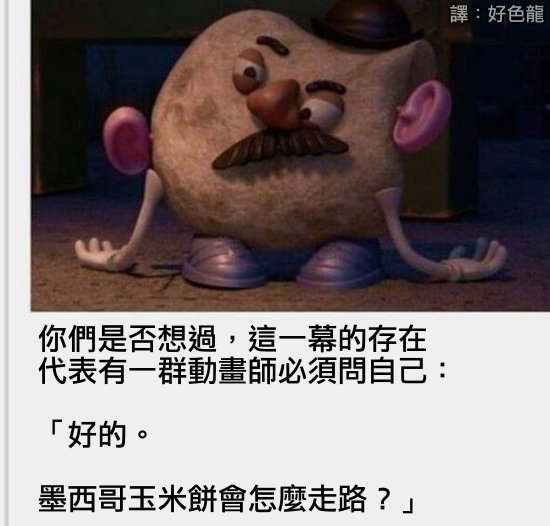 譯：好色龍
你們是否想過，這一幕的存在
代表有一群動畫師必須問自己：
「好的。
墨西哥玉米餅會怎麼走路？」